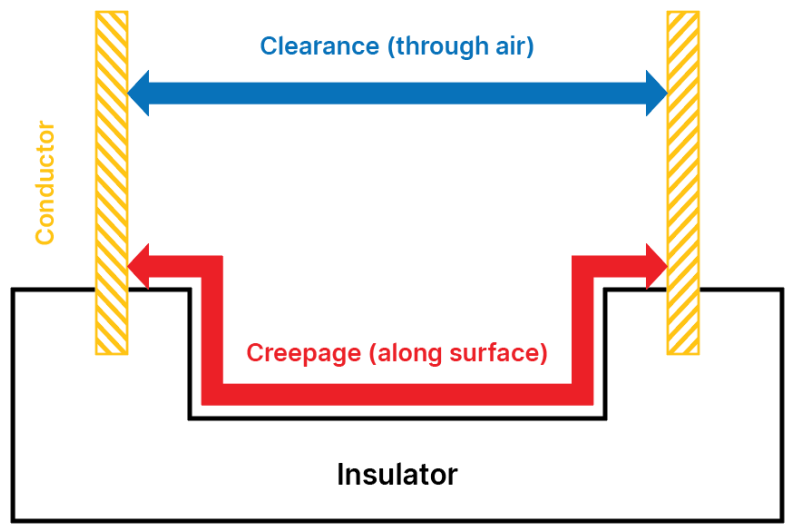 Clearance (through air)
Conductor
Creepage (along surface)
Insulator